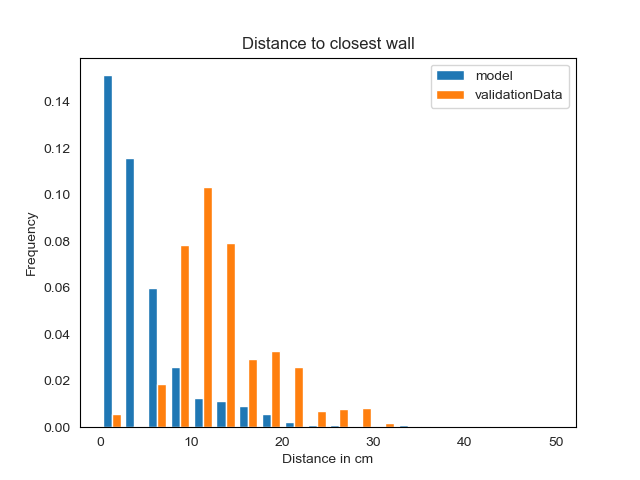 Distance to closest wall
model
validationData
0.14
0.12
0.10
0.08
0.06
0.04
0.02
0.00
Frequency
0 10 20 30 40 50
Distance in cm